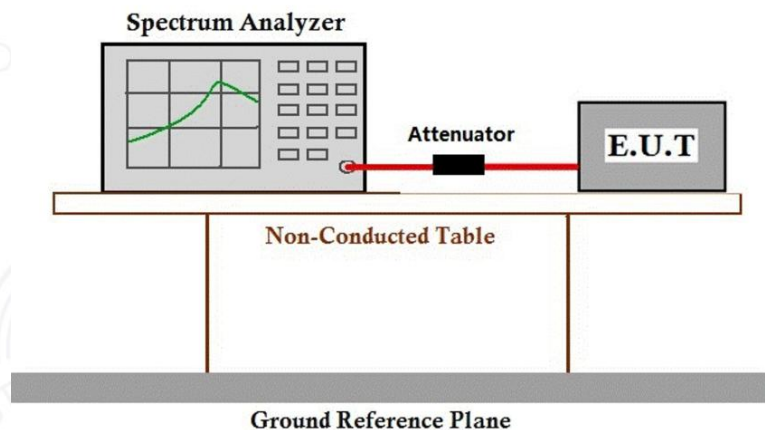 Spectrum Analyzer
Attenuator
E.U.T
Non-Conducted Table
Ground Reference Plane